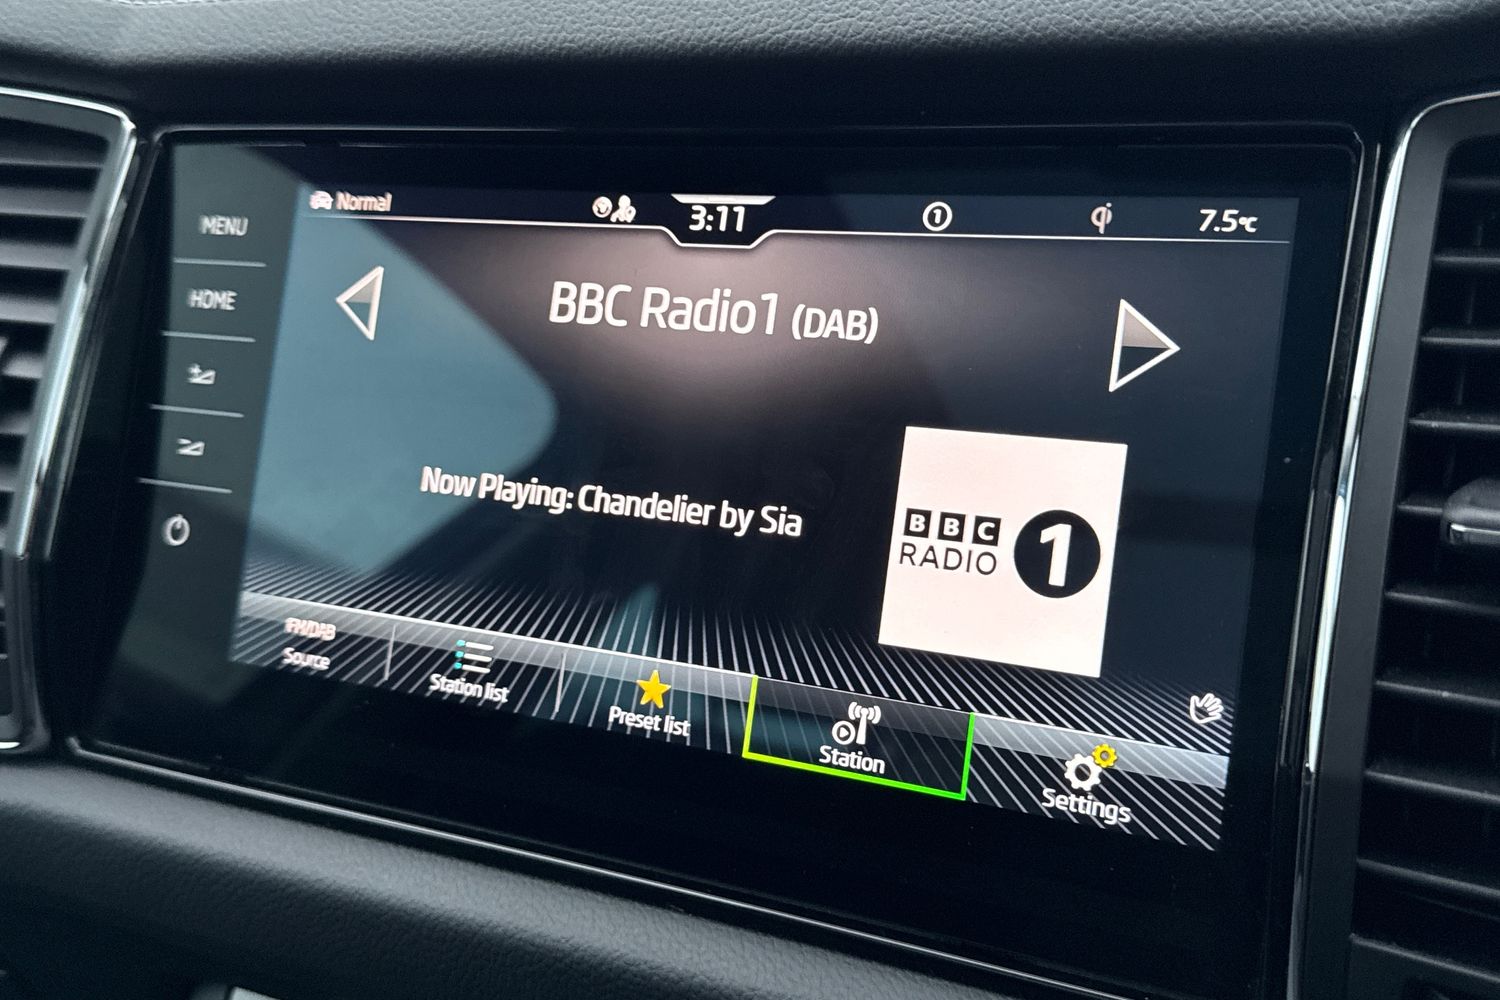 Normal
3:11
1
7.5°C
MENU
HOME
BBC Radio1 (DAB)
Now Playing: Chandelier by Sia
BBC
RADIO
1
FM/DAB
Source
Station list
Preset list
Station
Settings